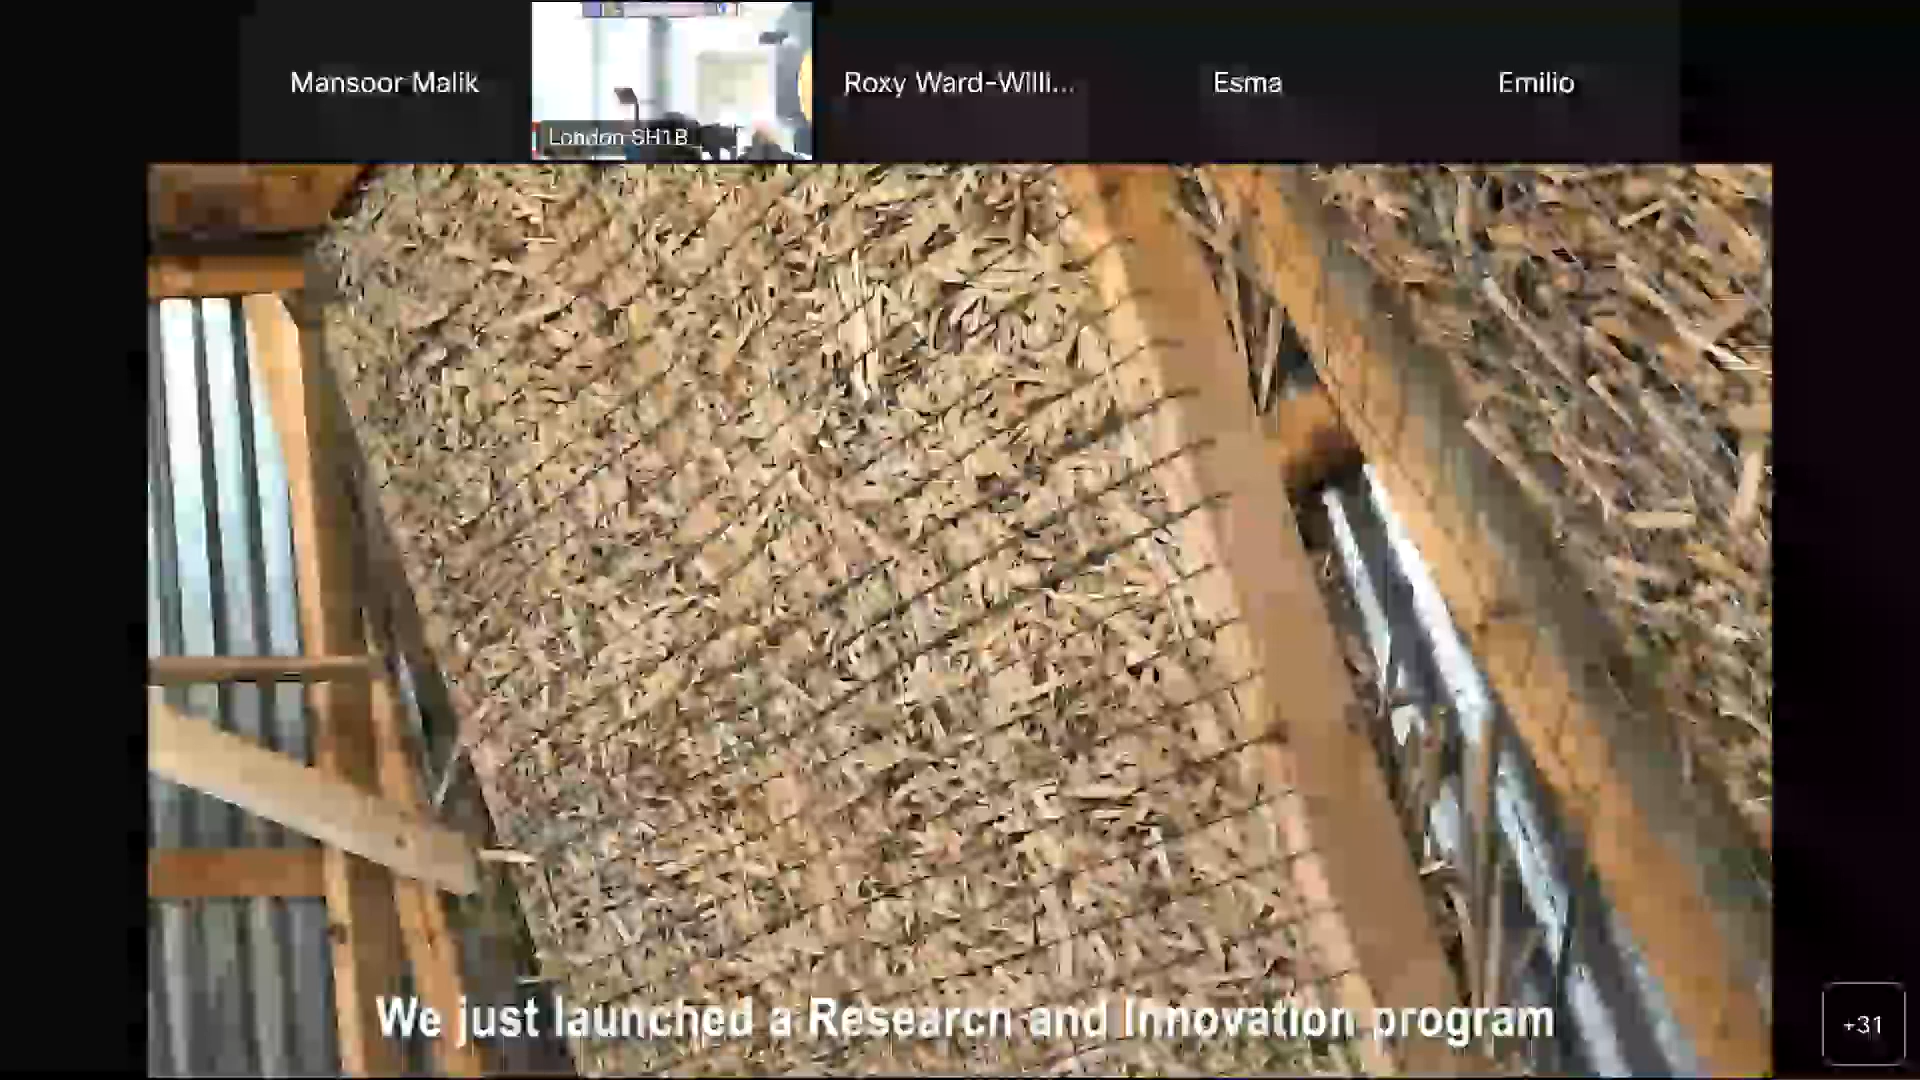 Mansoor Malik
London SH1B
Roxy Ward-Willi...
Esma
Emilio
We just launched a Research and Innovation program
+31